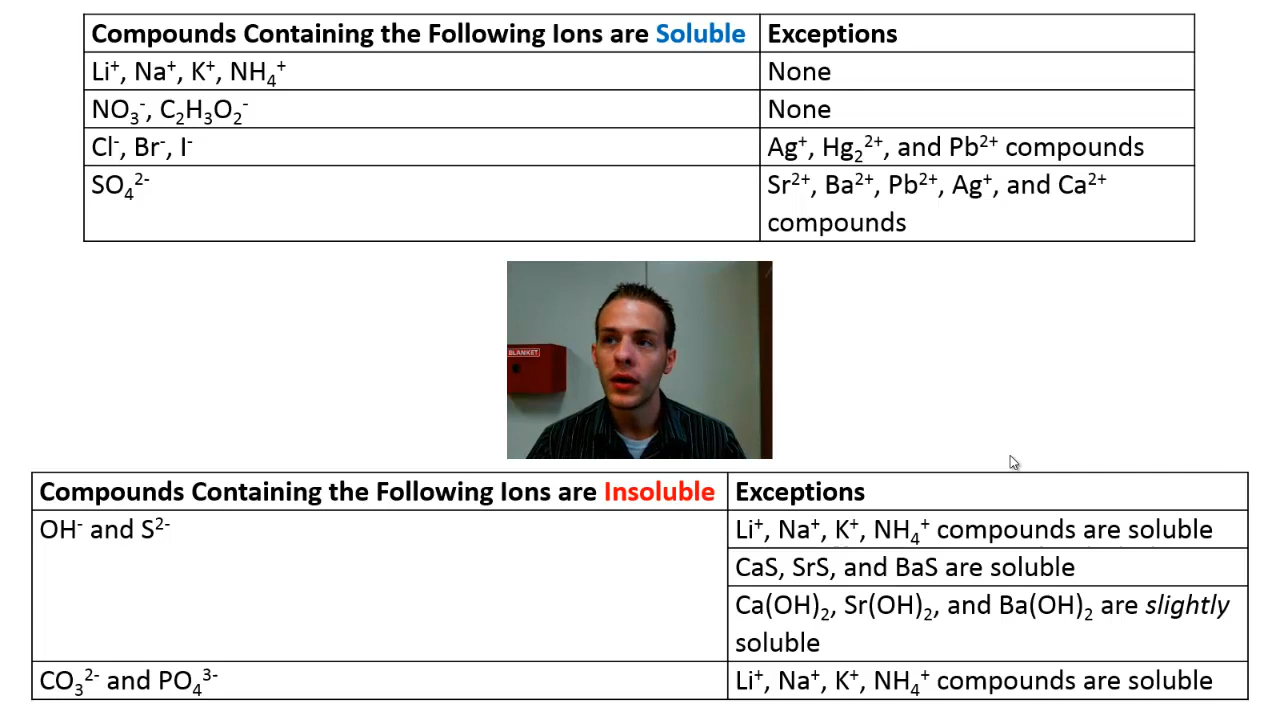 Compounds Containing the Following Ions are Soluble Exceptions
Li⁺, Na⁺, K⁺, NH₄⁺ None
NO₃⁻, C₂H₃O₂⁻ None
Cl⁻, Br⁻, I⁻ Ag⁺, Hg₂²⁺, and Pb²⁺ compounds
SO₄²⁻ Sr²⁺, Ba²⁺, Pb²⁺, Ag⁺, and Ca²⁺
compounds
BLANKET
Compounds Containing the Following Ions are Insoluble Exceptions
OH⁻ and S²⁻ Li⁺, Na⁺, K⁺, NH₄⁺ compounds are soluble
CaS, SrS, and BaS are soluble
Ca(OH)₂, Sr(OH)₂, and Ba(OH)₂ are slightly
soluble
CO₃²⁻ and PO₄³⁻ Li⁺, Na⁺, K⁺, NH₄⁺ compounds are soluble